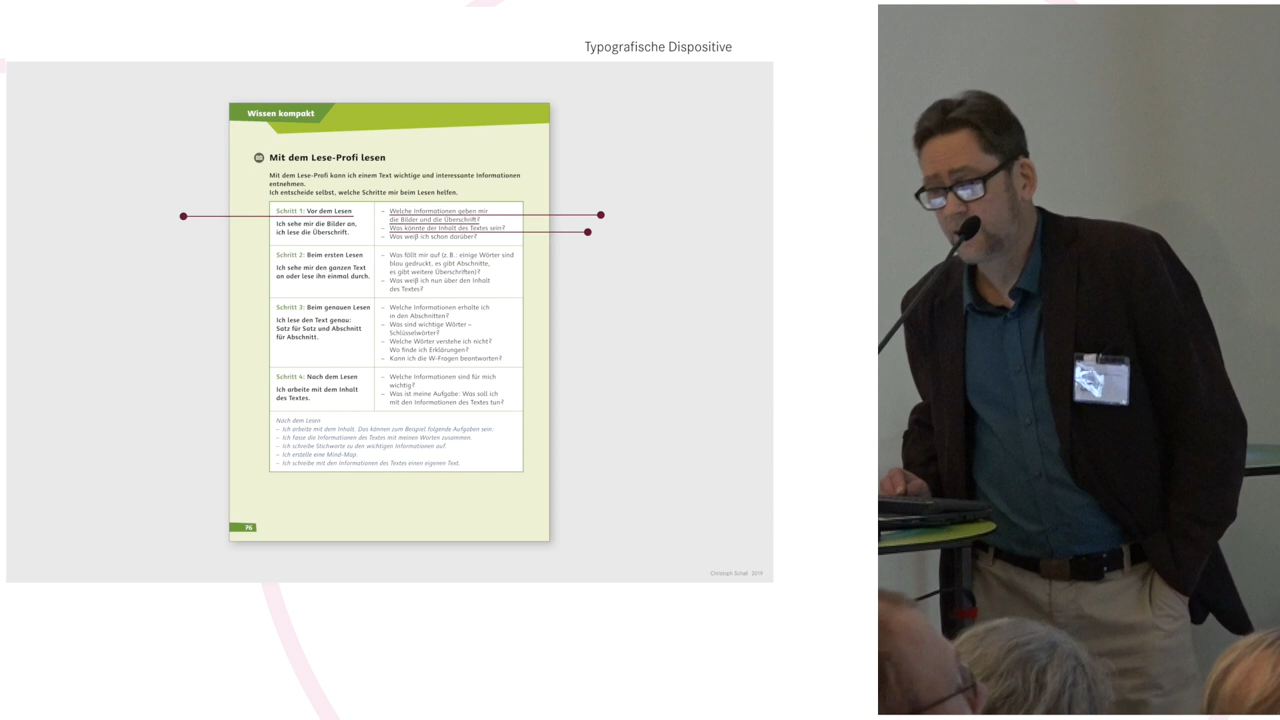 Typografische Dispositive
Wissen kompakt
Mit dem Lese-Profi lesen
Mit dem Lese-Profi kann ich einem Text wichtige und interessante Informationen
entnehmen.
Ich entscheide selbst, welche Schritte mir beim Lesen helfen.
Schritt 1: Vor dem Lesen
Ich sehe mir die Bilder an,
ich lese die Überschrift.
– Welche Informationen geben mir
die Bilder und die Überschrift?
– Was könnte der Inhalt des Textes sein?
– Was weiß ich schon darüber?
Schritt 2: Beim ersten Lesen
Ich sehe mir den ganzen Text
an oder lese ihn einmal durch.
– Was fällt mir auf (z. B.: einige Wörter sind
blau gedruckt, es gibt Abschnitte,
es gibt weitere Überschriften)?
– Was weiß ich nun über den Inhalt
des Textes?
Schritt 3: Beim genauen Lesen
Ich lese den Text genau:
Satz für Satz und Abschnitt
für Abschnitt.
– Welche Informationen erhalte ich
in den Abschnitten?
– Was sind wichtige Wörter –
Schlüsselwörter?
– Welche Wörter verstehe ich nicht?
Wo finde ich Erklärungen?
– Kann ich die W-Fragen beantworten?
Schritt 4: Nach dem Lesen
Ich arbeite mit dem Inhalt
des Textes.
– Welche Informationen sind für mich
wichtig?
– Was ist meine Aufgabe: Was soll ich
mit den Informationen des Textes tun?
Nach dem Lesen
– Ich arbeite mit dem Inhalt. Das können zum Beispiel folgende Aufgaben sein:
– Ich fasse die Informationen des Textes mit meinen Worten zusammen.
– Ich schreibe Stichworte zu den wichtigen Informationen auf.
– Ich erstelle eine Mind-Map.
– Ich schreibe mit den Informationen des Textes einen eigenen Text.
76
Christoph Schall 2019